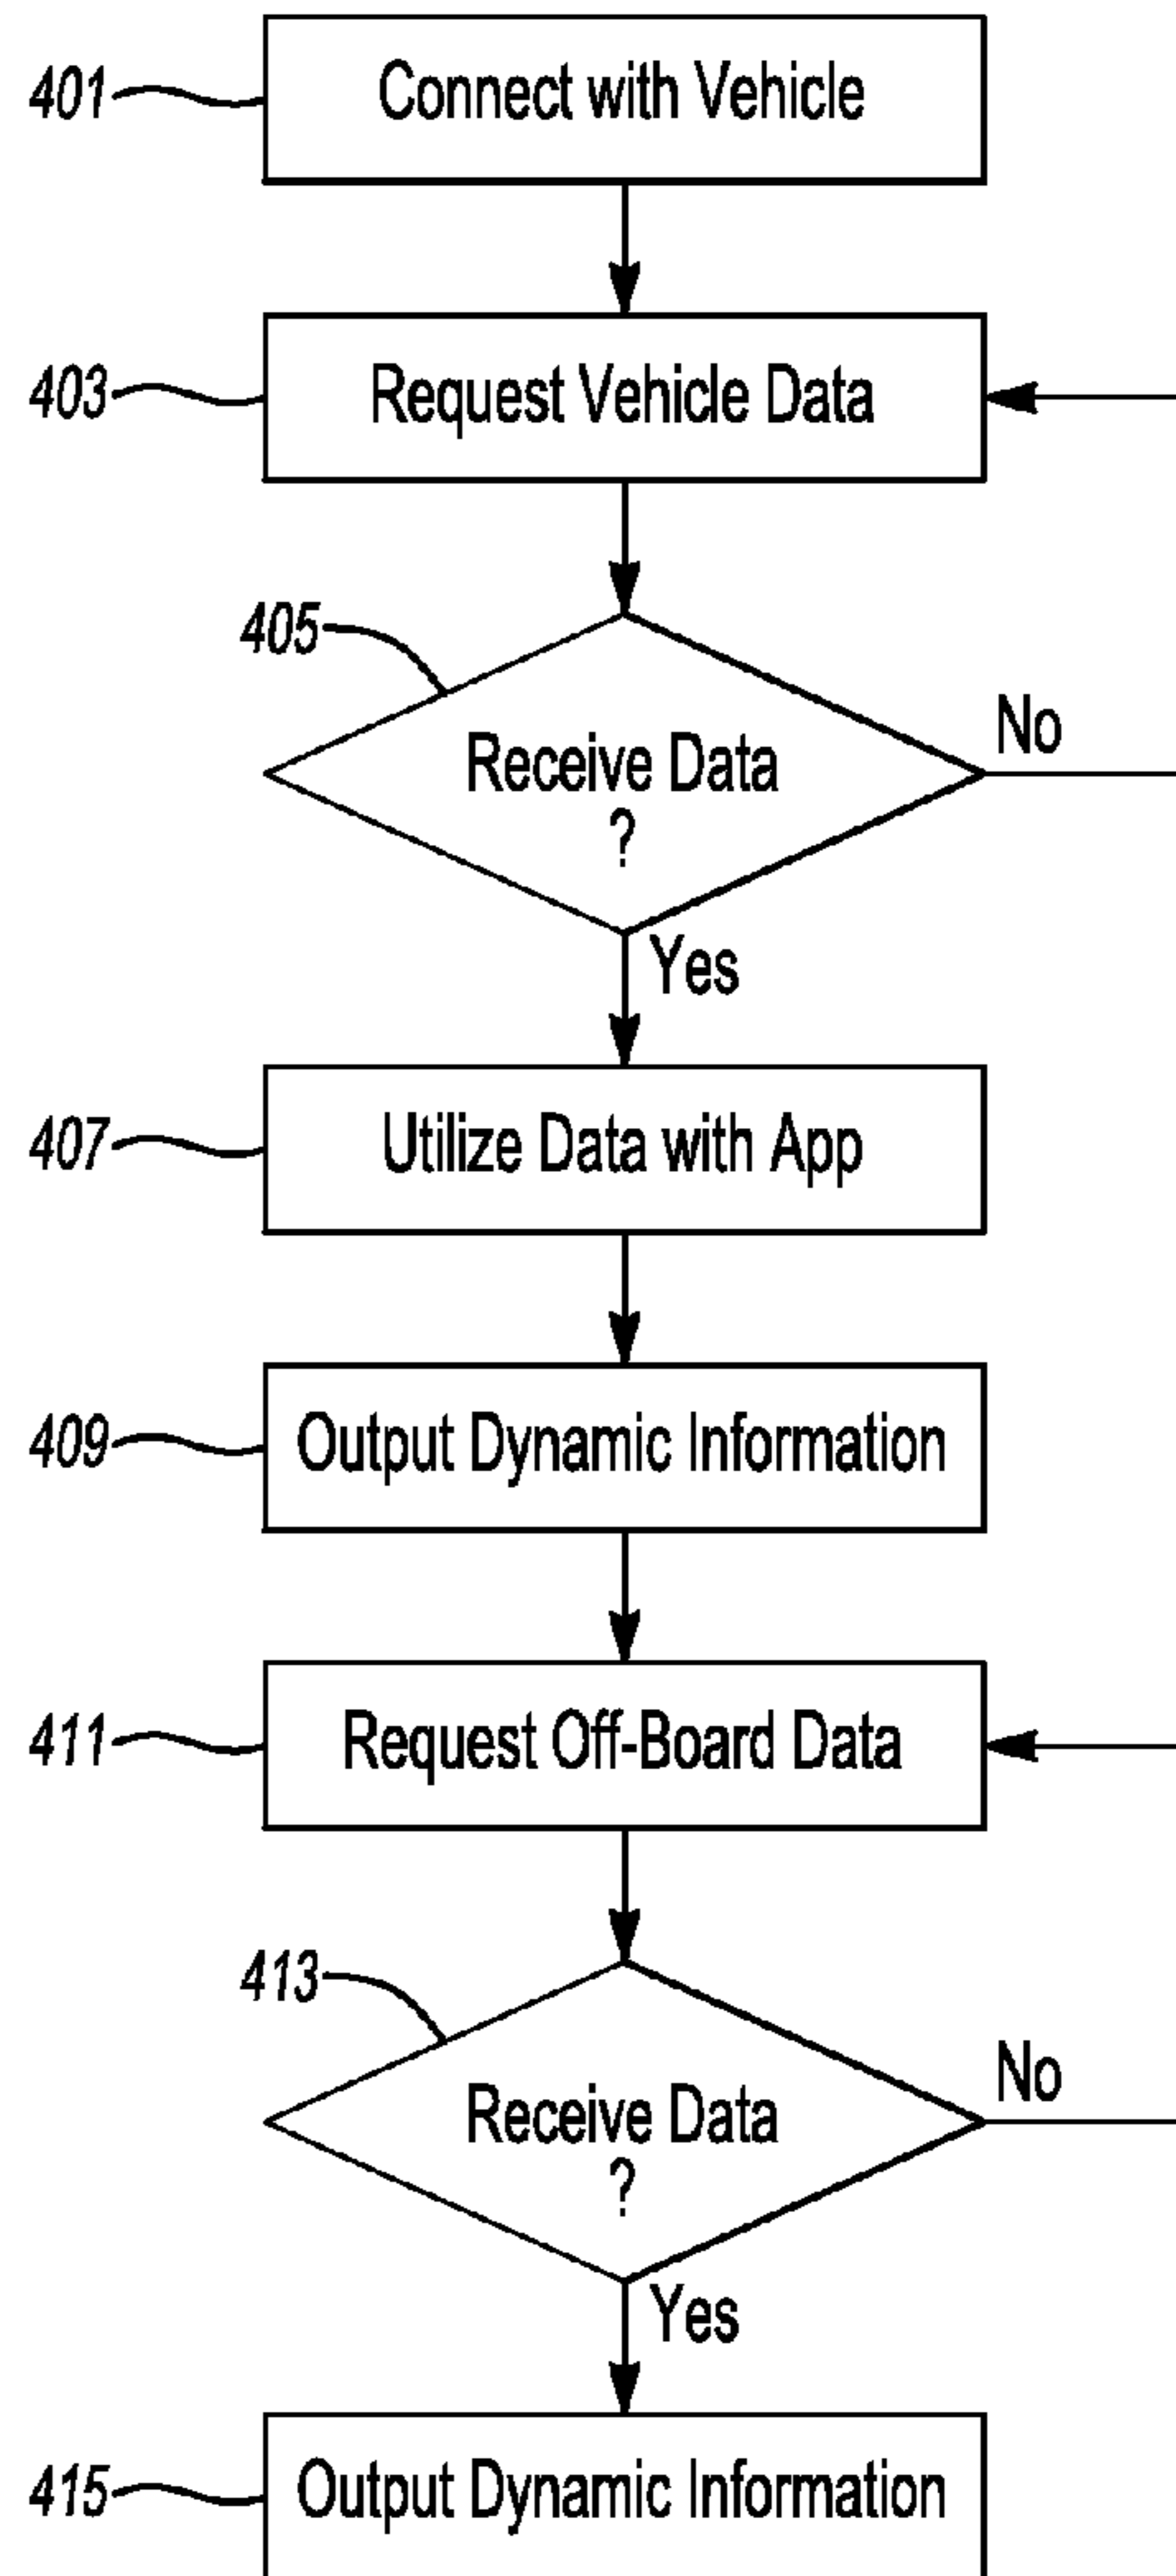 401
Connect with Vehicle
403
Request Vehicle Data
405
Receive Data
?
No
Yes
407
Utilize Data with App
409
Output Dynamic Information
411
Request Off-Board Data
413
Receive Data
?
No
Yes
415
Output Dynamic Information